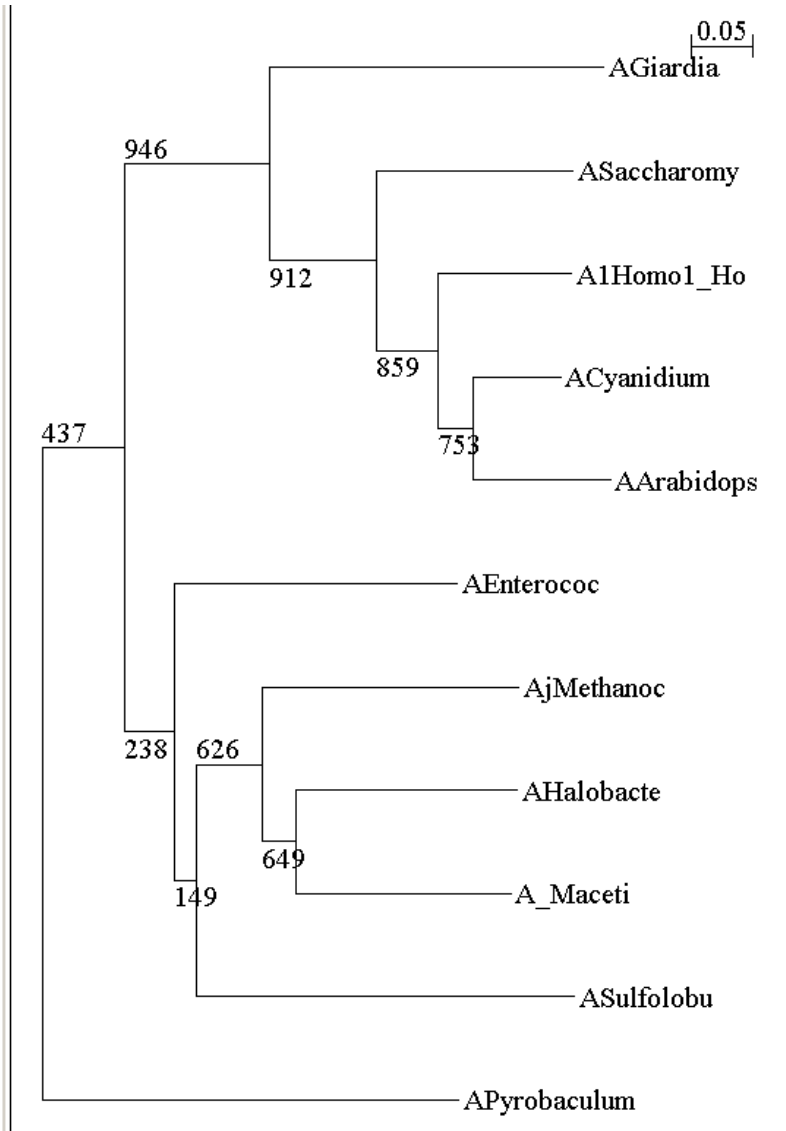 0.05
AGiardia
946
ASaccharomy
912
A1Homo1_Ho
859
ACyanidium
753
AArabidops
437
AEnterococ
AjMethanoc
238
626
AHalobacte
649
149
A_Maceti
ASulfolobu
APyrobaculum